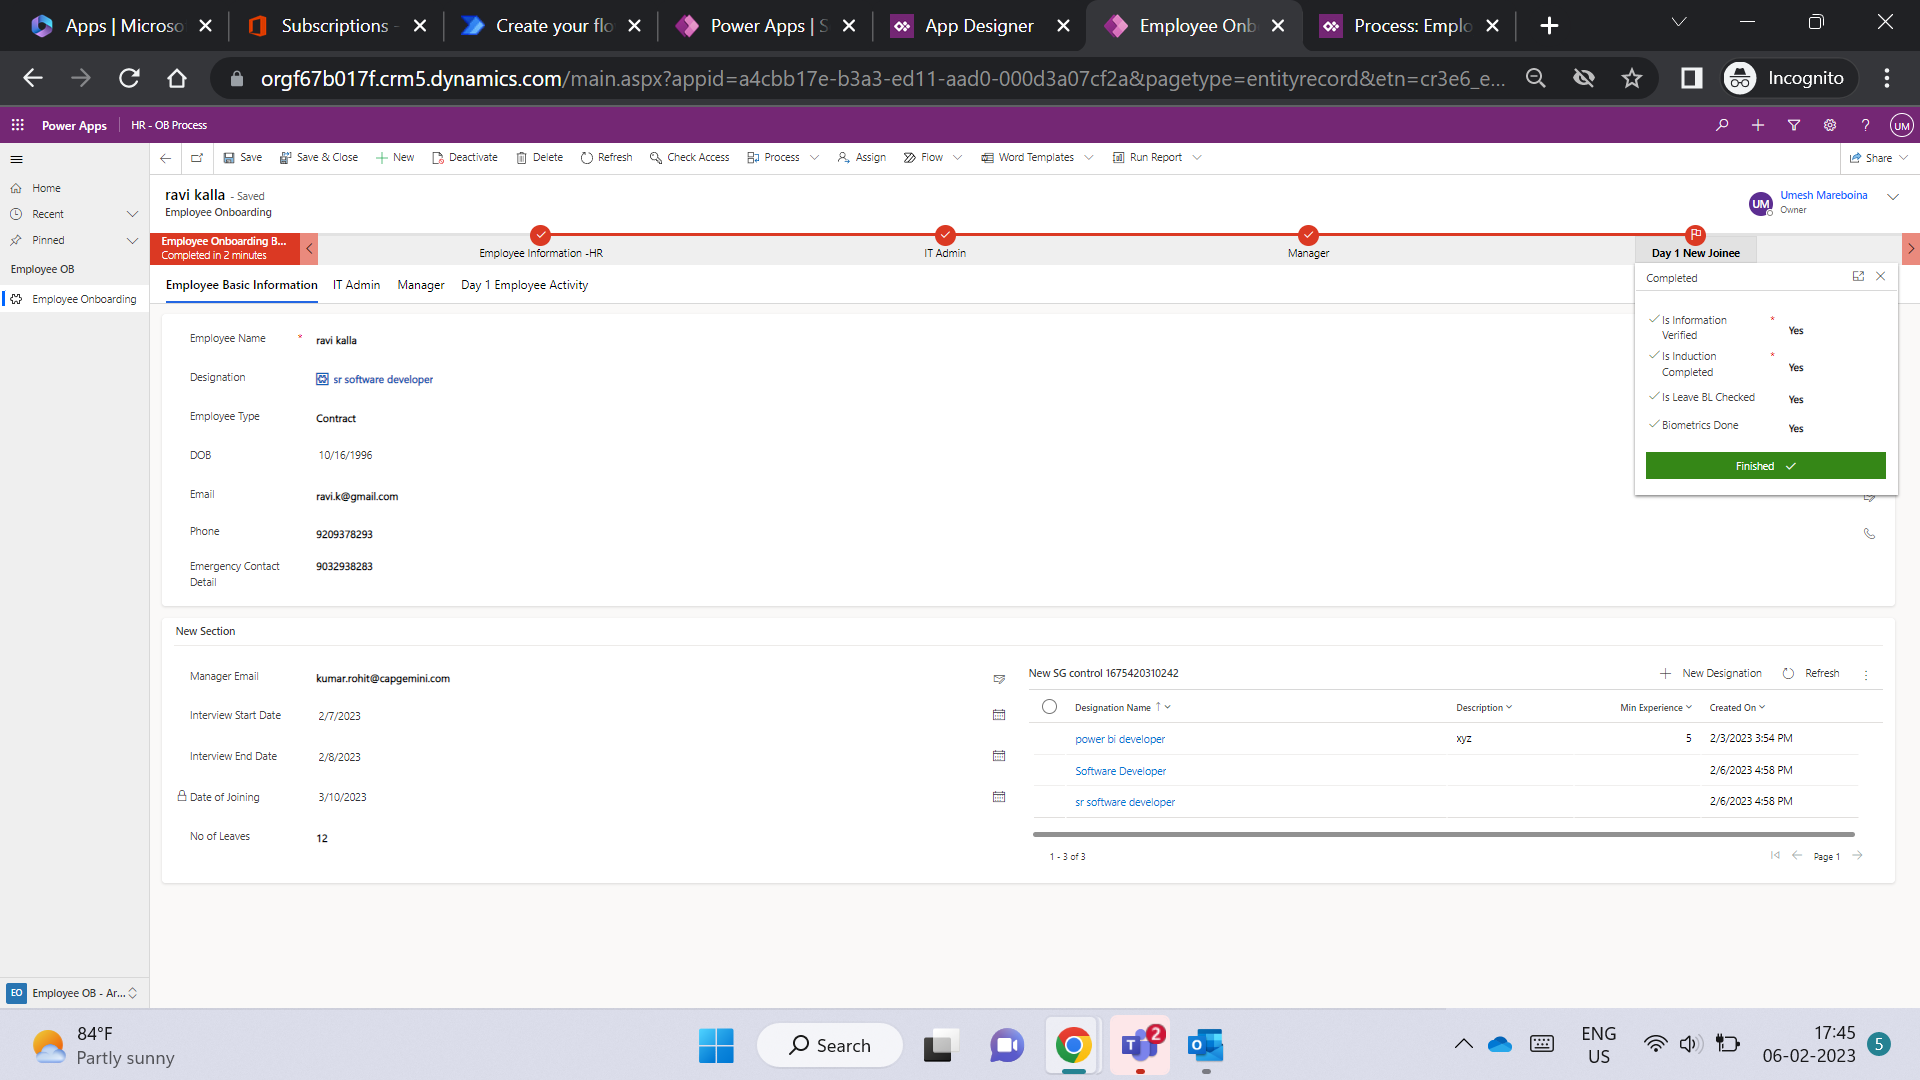 Apps | Microso
Subscriptions -
Create your flo
Power Apps | S
App Designer
Employee Onb
Process: Emplo
orgf67b017f.crm5.dynamics.com/main.aspx?appid=a4cbb17e-b3a3-ed11-aad0-000d3a07cf2a&pagetype=entityrecord&etn=cr3e6_e...
Incognito
Power Apps
HR - OB Process
UM
Save
Save & Close
New
Deactivate
Delete
Refresh
Check Access
Process
Assign
Flow
Word Templates
Run Report
Share
Home
Recent
Pinned
Employee OB
Employee Onboarding
ravi kalla - Saved
Employee Onboarding
UM
Umesh Mareboina
Owner
Employee Onboarding B...
Completed in 2 minutes
Employee Information -HR
IT Admin
Manager
Day 1 New Joinee
Employee Basic Information
IT Admin
Manager
Day 1 Employee Activity
Completed
Is Information Verified * Yes
Is Induction Completed * Yes
Is Leave BL Checked Yes
Biometrics Done Yes
Finished
Employee Name * ravi kalla
Designation sr software developer
Employee Type Contract
DOB 10/16/1996
Email ravi.k@gmail.com
Phone 9209378293
Emergency Contact Detail 9032938283
New Section
Manager Email kumar.rohit@capgemini.com
Interview Start Date 2/7/2023
Interview End Date 2/8/2023
Date of Joining 3/10/2023
No of Leaves 12
New SG control 1675420310242
New Designation
Refresh
Designation Name Description Min Experience Created On
power bi developer xyz 5 2/3/2023 3:54 PM
Software Developer 2/6/2023 4:58 PM
sr software developer 2/6/2023 4:58 PM
1 - 3 of 3
Page 1
EO Employee OB - Ar...
84°F
Partly sunny
Search
2
ENG
US
17:45
06-02-2023
5